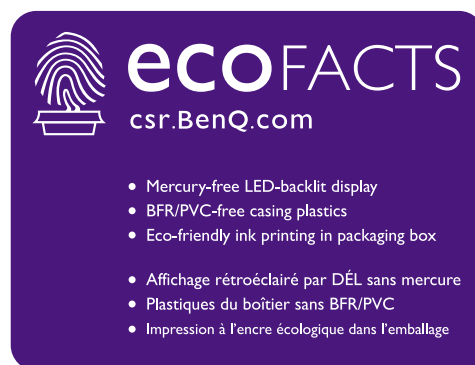 ecoFACTS
csr.BenQ.com
• Mercury-free LED-backlit display
• BFR/PVC-free casing plastics
• Eco-friendly ink printing in packaging box
• Affichage rétroéclairé par DÉL sans mercure
• Plastiques du boîtier sans BFR/PVC
• Impression à l'encre écologique dans l'emballage